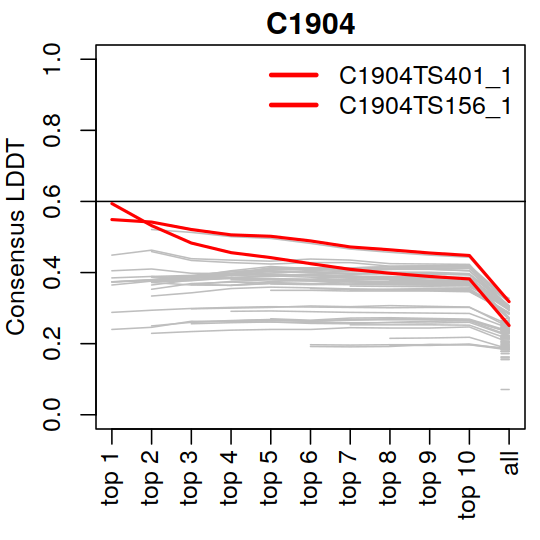 C1904
C1904TS401_1
C1904TS156_1
Consensus LDDT
1.0
0.8
0.6
0.4
0.2
0.0
top 1
top 2
top 3
top 4
top 5
top 6
top 7
top 8
top 9
top 10
all